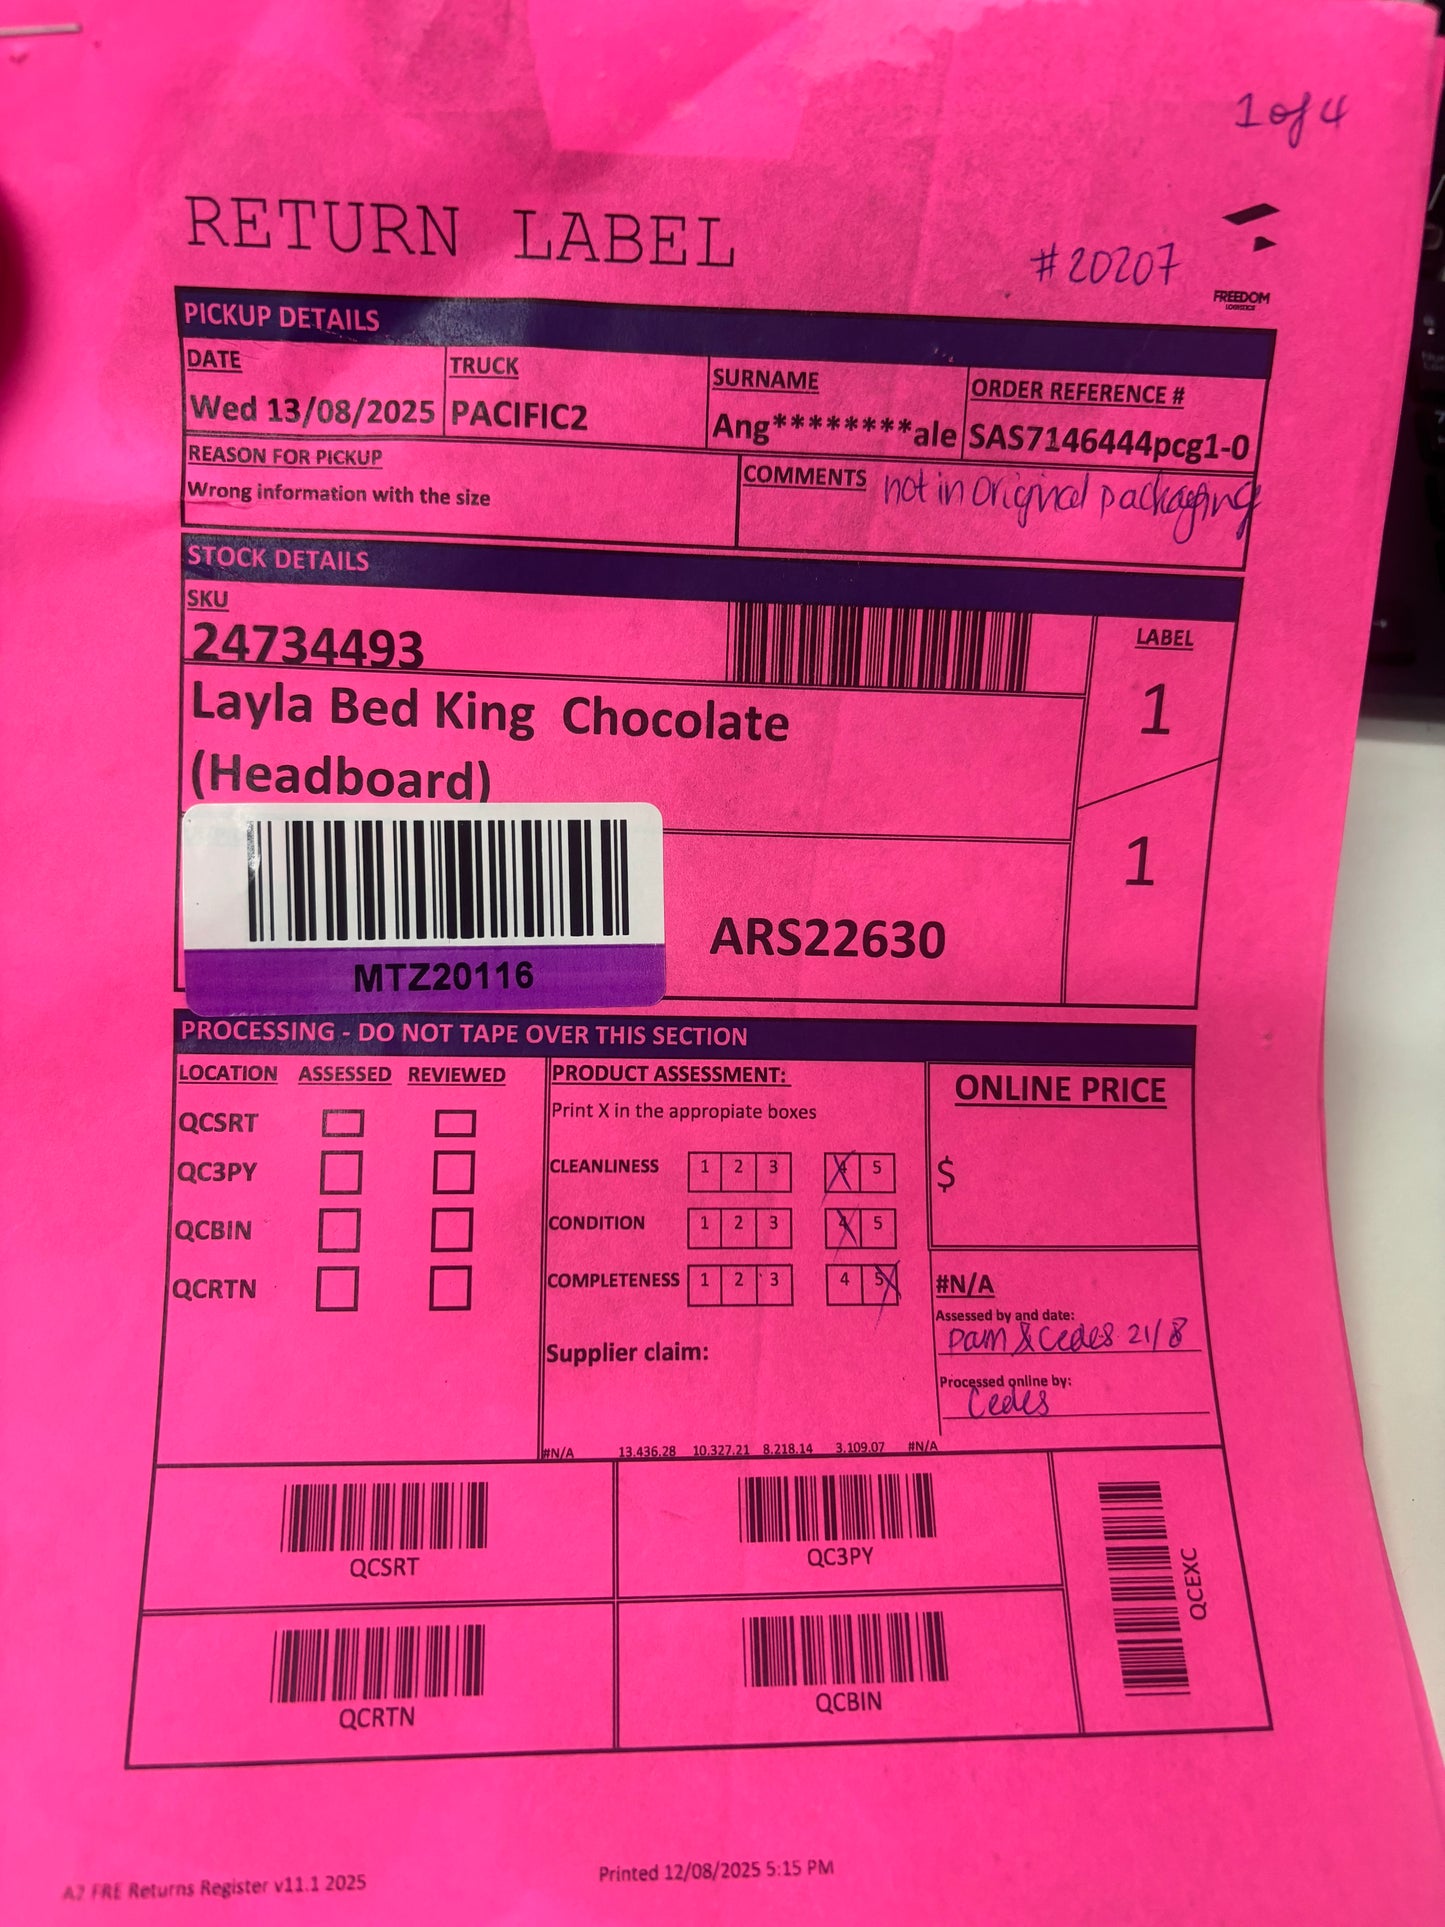 1 of 4
RETURN LABEL
#20207
FREEDOM
LOGISTICS
PICKUP DETAILS
DATE TRUCK SURNAME ORDER REFERENCE #
Wed 13/08/2025 PACIFIC2 Ang********ale SAS7146444pcg1-0
REASON FOR PICKUP COMMENTS not in original packaging
Wrong information with the size
STOCK DETAILS
SKU LABEL
24734493
Layla Bed King Chocolate 1
(Headboard)
1
ARS22630
MTZ20116
PROCESSING - DO NOT TAPE OVER THIS SECTION
LOCATION ASSESSED REVIEWED PRODUCT ASSESSMENT: ONLINE PRICE
Print X in the appropiate boxes
QCSRT
CLEANLINESS 1 2 3 4 5 $
QC3PY
CONDITION 1 2 3 4 5
QCBIN
COMPLETENESS 1 2 3 4 5 #N/A
QCRTN
Assessed by and date:
Pam & Cedes 21/8
Supplier claim:
Processed online by:
Cedes
#N/A 13.436.28 10.327.21 8.218.14 3.109.07 #N/A
QCSRT QC3PY
QCEXC
QCRTN QCBIN
A7 FRE Returns Register v11.1 2025 Printed 12/08/2025 5:15 PM